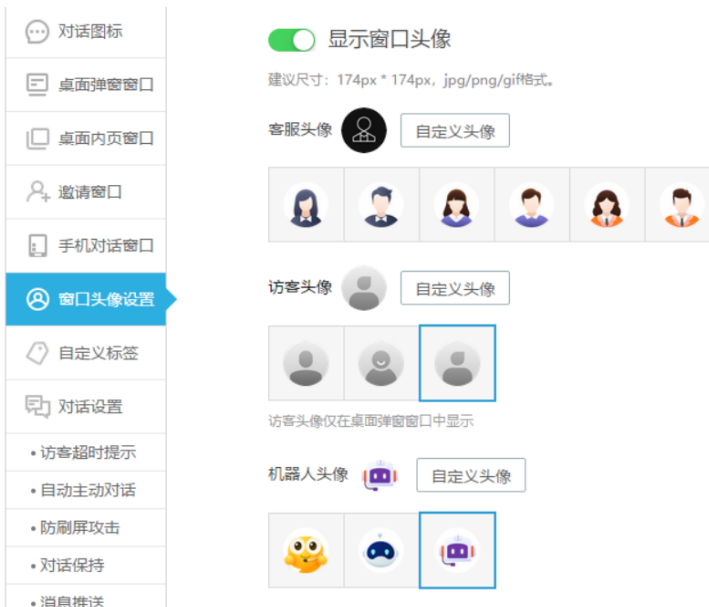 对话图标
桌面弹窗窗口
桌面内页窗口
邀请窗口
手机对话窗口
窗口头像设置
自定义标签
对话设置
• 访客超时提示
• 自动主动对话
• 防刷屏攻击
• 对话保持
• 消息推送
显示窗口头像
建议尺寸：174px * 174px，jpg/png/gif格式。
客服头像 自定义头像
访客头像 自定义头像
访客头像仅在桌面弹窗窗口中显示
机器人头像 自定义头像